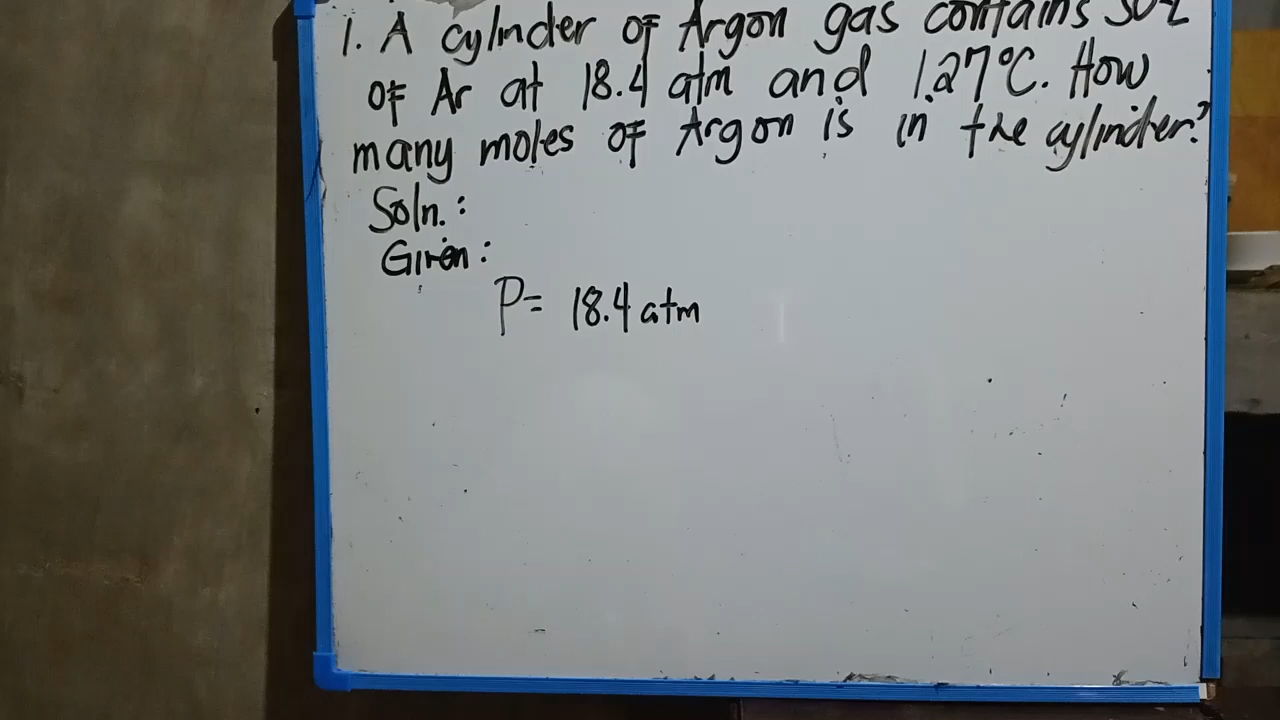 1. A cylinder of Argon gas contains 50 L
of Ar at 18.4 atm and 127°C. How
many moles of Argon is in the cylinder?
Soln.:
Given:
P= 18.4 atm